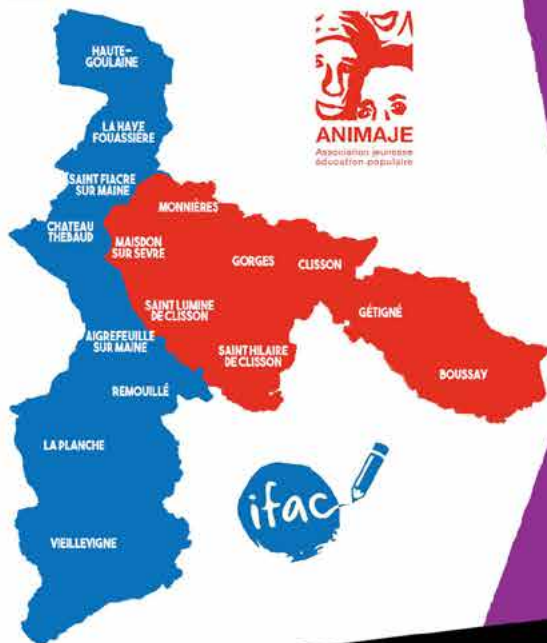 HAUTE-
GOULAINE
ANIMAJE
Association jeunesse
éducation populaire
LA HAYE
FOUASSIÈRE
SAINT FIACRE
SUR MAINE
MONNIÈRES
CHATEAU
THEBAUD
MAISDON
SUR SÈVRE
GORGES
CLISSON
SAINT LUMINE
DE CLISSON
GÉTIGNÉ
AIGREFEUILLE
SUR MAINE
SAINT HILAIRE
DE CLISSON
BOUSSAY
REMOUILLÉ
LA PLANCHE
ifac
VIEILLEVIGNE